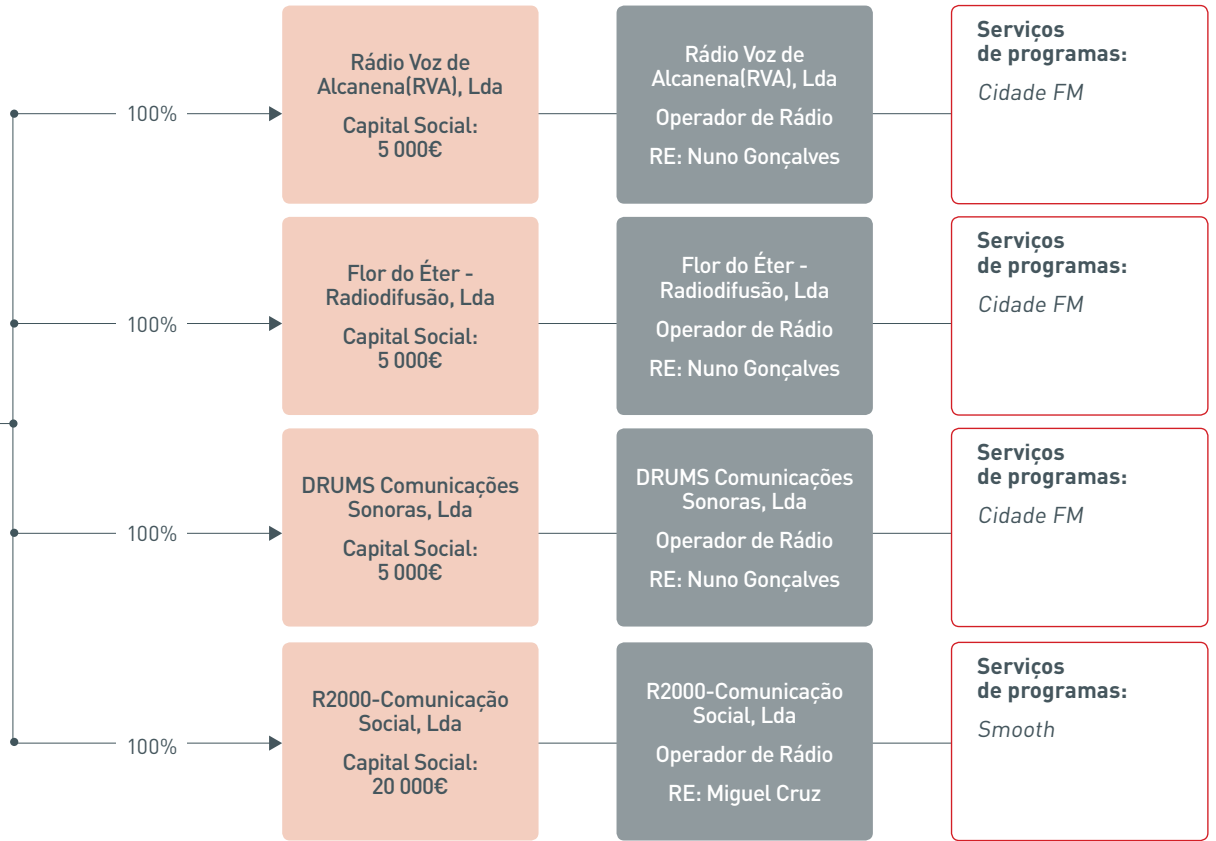 100%
Rádio Voz de
Alcanena(RVA), Lda
Capital Social:
5 000€
Rádio Voz de
Alcanena(RVA), Lda
Operador de Rádio
RE: Nuno Gonçalves
Serviços
de programas:
Cidade FM
100%
Flor do Éter -
Radiodifusão, Lda
Capital Social:
5 000€
Flor do Éter -
Radiodifusão, Lda
Operador de Rádio
RE: Nuno Gonçalves
Serviços
de programas:
Cidade FM
100%
DRUMS Comunicações
Sonoras, Lda
Capital Social:
5 000€
DRUMS Comunicações
Sonoras, Lda
Operador de Rádio
RE: Nuno Gonçalves
Serviços
de programas:
Cidade FM
100%
R2000-Comunicação
Social, Lda
Capital Social:
20 000€
R2000-Comunicação
Social, Lda
Operador de Rádio
RE: Miguel Cruz
Serviços
de programas:
Smooth